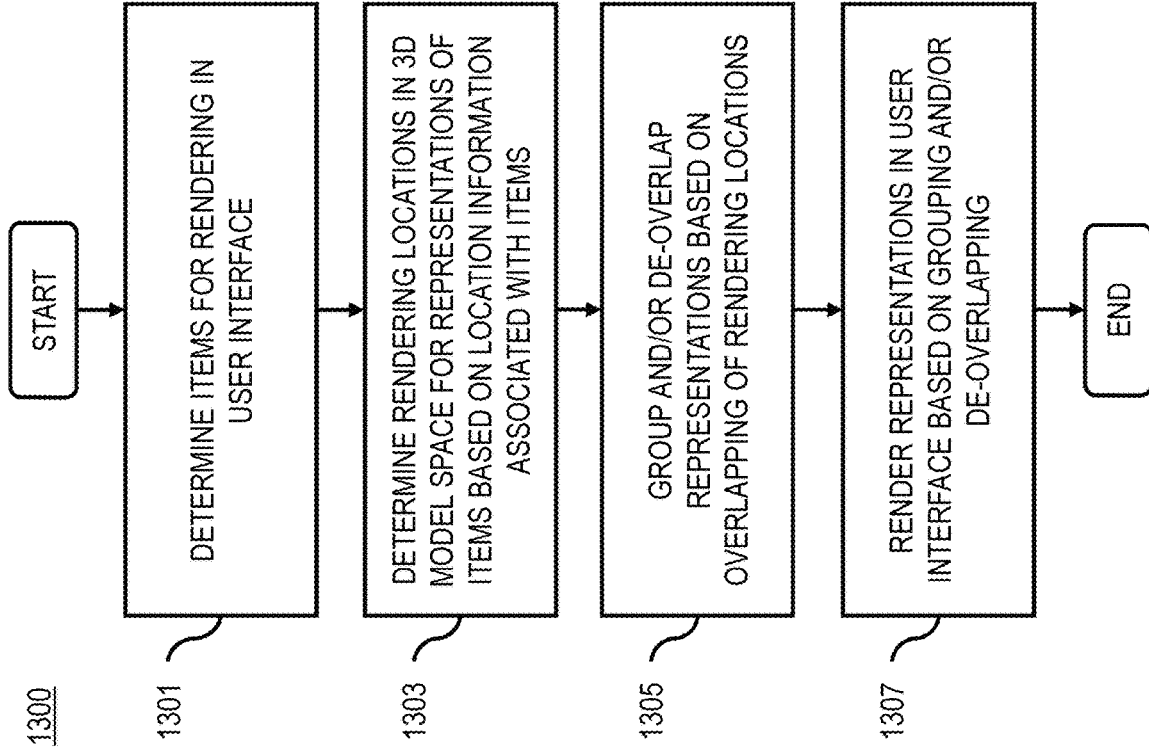 1300
START
1301
DETERMINE ITEMS FOR RENDERING IN
USER INTERFACE
1303
DETERMINE RENDERING LOCATIONS IN 3D
MODEL SPACE FOR REPRESENTATIONS OF
ITEMS BASED ON LOCATION INFORMATION
ASSOCIATED WITH ITEMS
1305
GROUP AND/OR DE-OVERLAP
REPRESENTATIONS BASED ON
OVERLAPPING OF RENDERING LOCATIONS
1307
RENDER REPRESENTATIONS IN USER
INTERFACE BASED ON GROUPING AND/OR
DE-OVERLAPPING
END